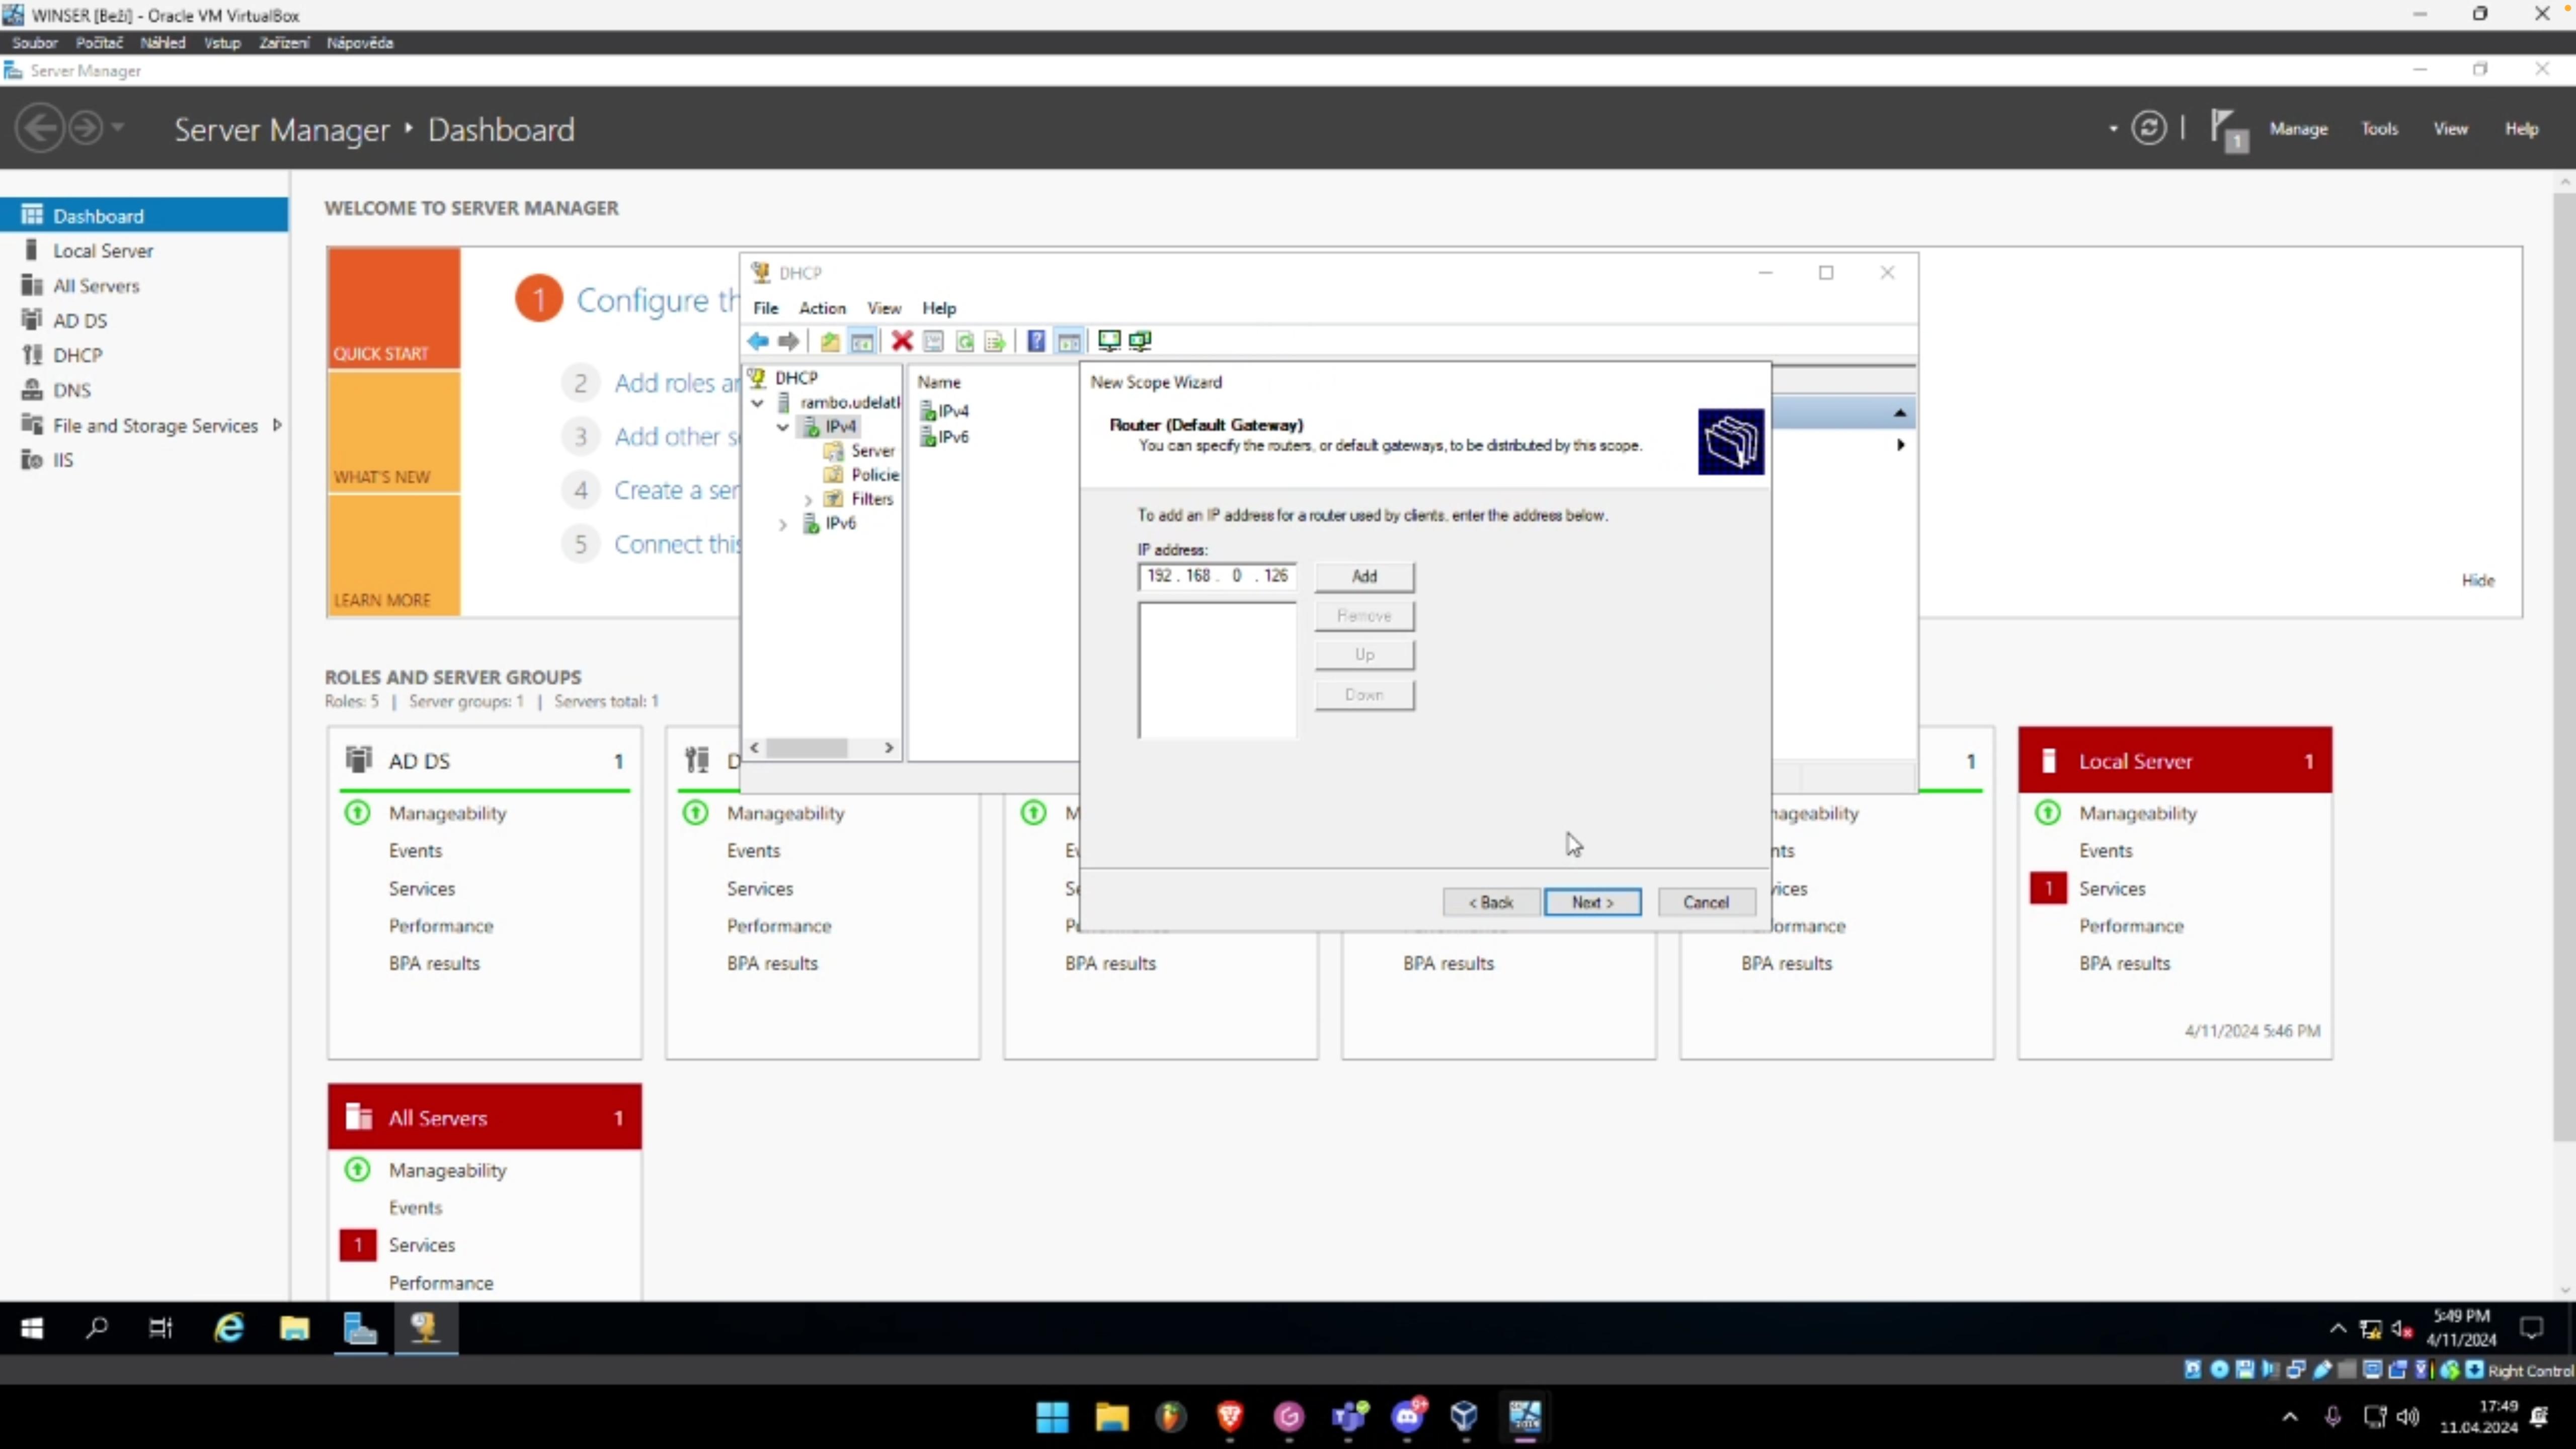 WINSER [Beží] - Oracle VM VirtualBox
Soubor Počítač Náhled Vstup Zařízení Nápověda
Server Manager
Server Manager Dashboard
1
Manage Tools View Help
Dashboard
Local Server
All Servers
AD DS
DHCP
DNS
File and Storage Services
IIS
WELCOME TO SERVER MANAGER
QUICK START
WHAT'S NEW
LEARN MORE
1 Configure th
2 Add roles ar
3 Add other s
4 Create a ser
5 Connect this
Hide
DHCP
File Action View Help
DHCP
rambo.udelatl
IPv4
Server
Policie
Filters
IPv6
Name
IPv4
IPv6
New Scope Wizard
Router (Default Gateway)
You can specify the routers, or default gateways, to be distributed by this scope.
To add an IP address for a router used by clients, enter the address below.
IP address:
192 . 168 . 0 . 126
Add
Remove
Up
Down
< Back Next > Cancel
ROLES AND SERVER GROUPS
Roles: 5 | Server groups: 1 | Servers total: 1
AD DS 1
Manageability
Events
Services
Performance
BPA results
D
Manageability
Events
Services
Performance
BPA results
M
Ev
Se
Pe
BPA results
BPA results
1
nageability
nts
vices
formance
BPA results
Local Server 1
Manageability
Events
1 Services
Performance
BPA results
4/11/2024 5:46 PM
All Servers 1
Manageability
Events
1 Services
Performance
5:49 PM
4/11/2024
Right Control
9+
17:49
11.04.2024